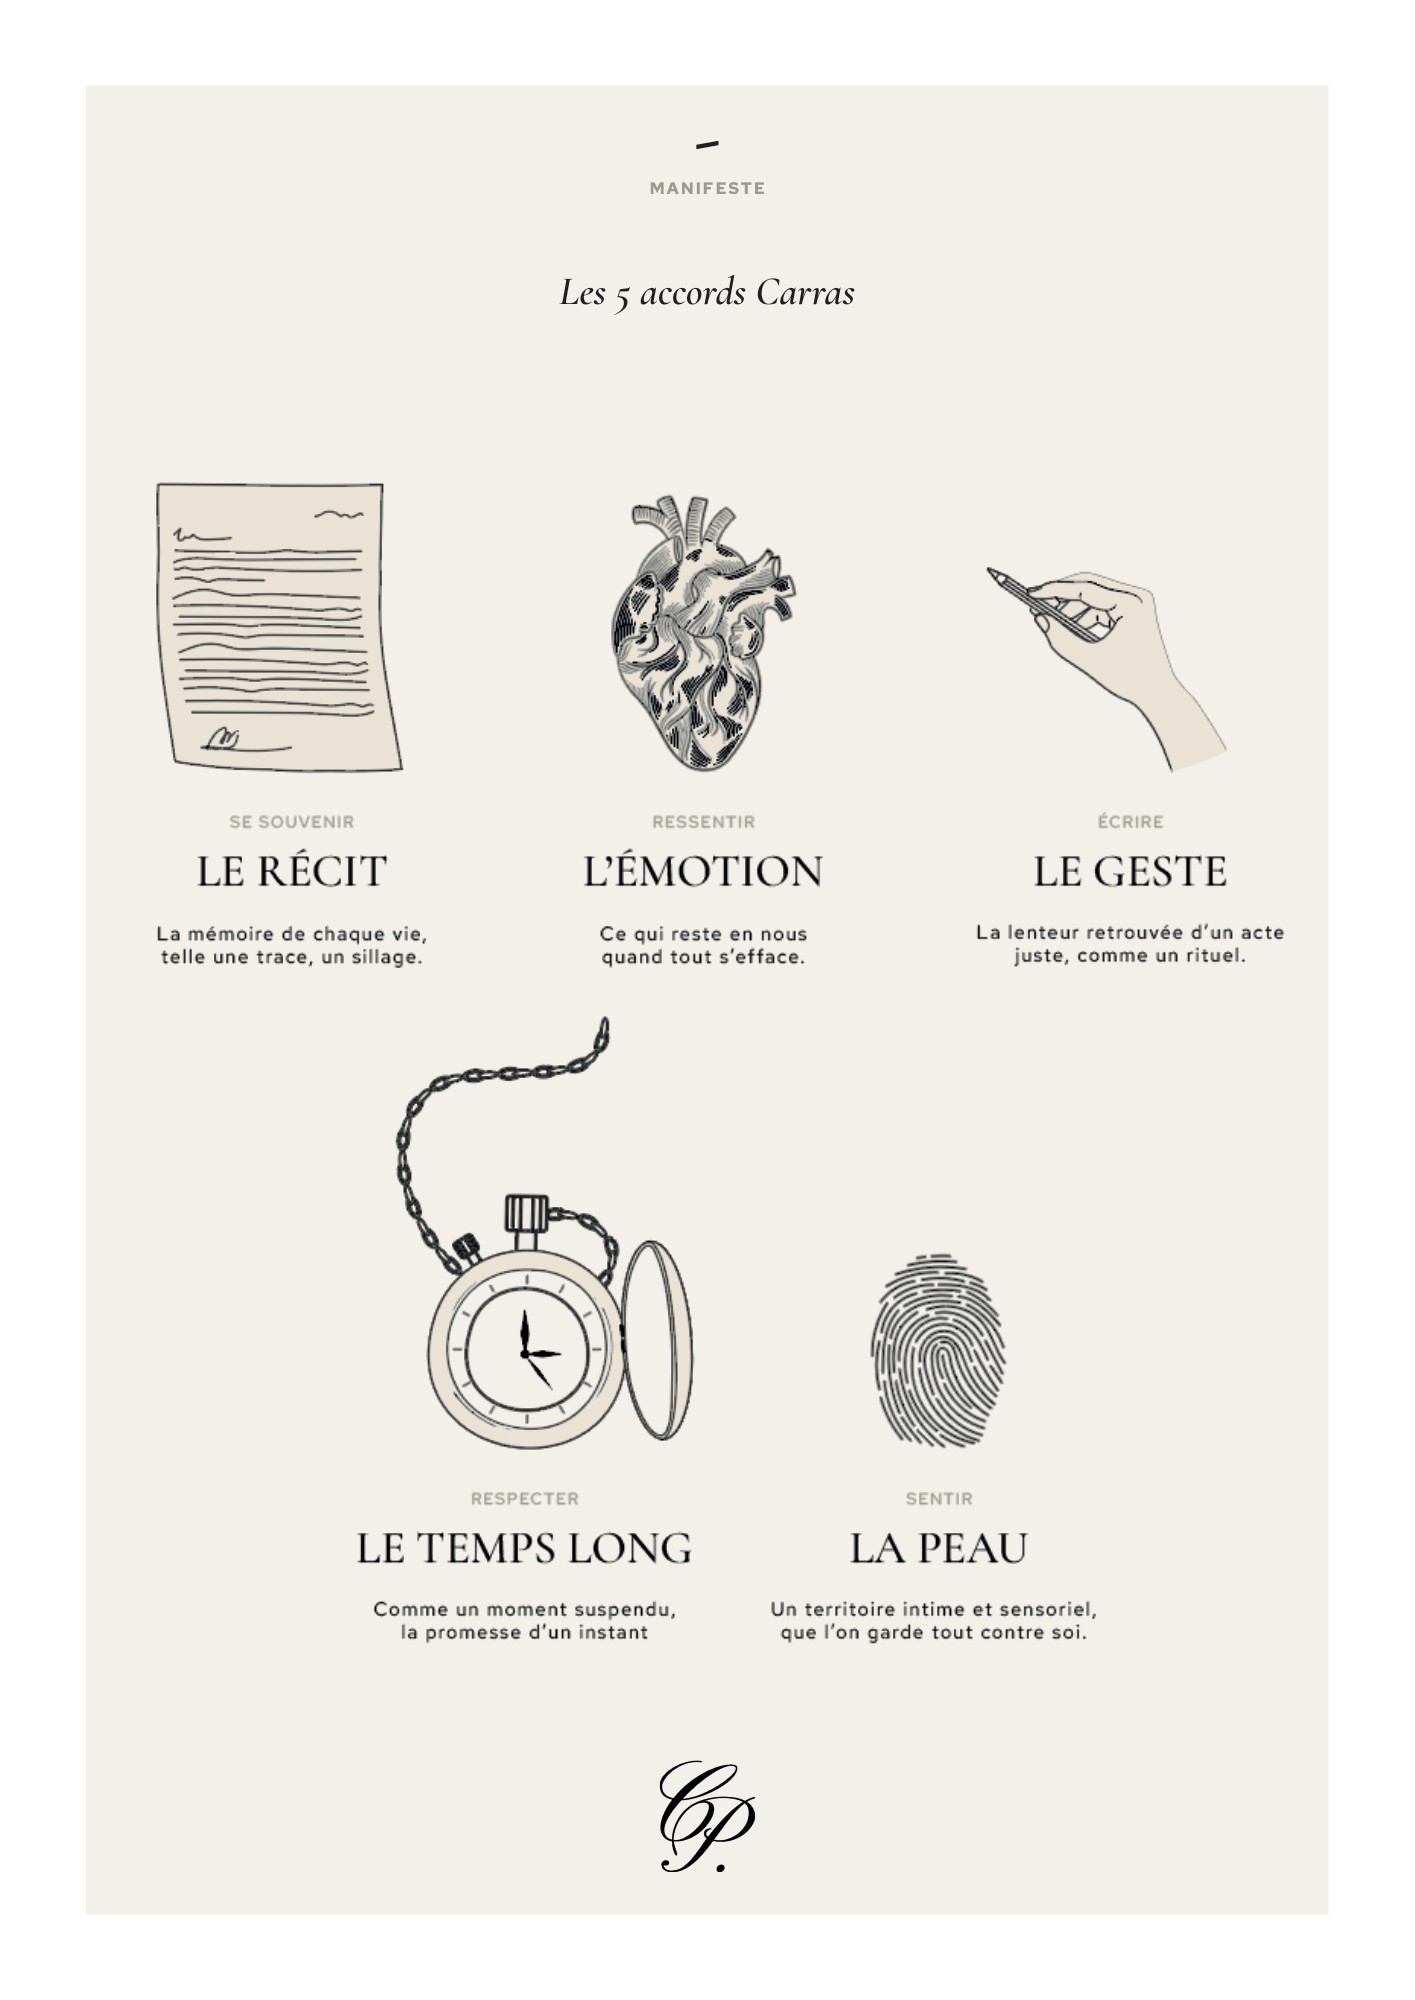 MANIFESTE
Les 5 accords Carras
SE SOUVENIR
LE RÉCIT
La mémoire de chaque vie,
telle une trace, un sillage.
RESSENTIR
L’ÉMOTION
Ce qui reste en nous
quand tout s’efface.
ÉCRIRE
LE GESTE
La lenteur retrouvée d’un acte
juste, comme un rituel.
RESPECTER
LE TEMPS LONG
Comme un moment suspendu,
la promesse d’un instant
SENTIR
LA PEAU
Un territoire intime et sensoriel,
que l’on garde tout contre soi.
CP.